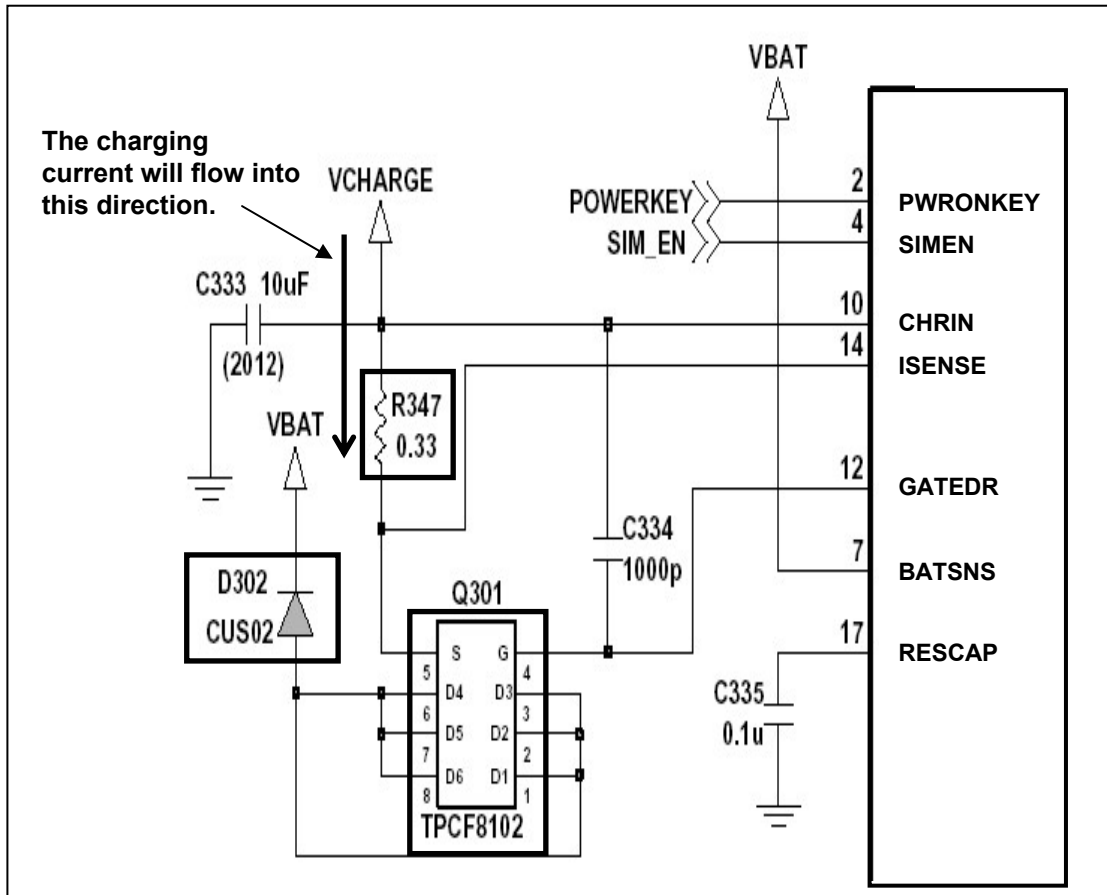 VBAT
The charging
current will flow into
this direction.
VCHARGE
POWERKEY
2
PWRONKEY
SIM_EN
4
SIMEN
C333 10uF
(2012)
10
CHRIN
14
ISENSE
R347
0.33
VBAT
12
GATEDR
C334
1000p
7
BATSNS
D302
CUS02
Q301
17
RESCAP
S G
5 4
D4 D3
6 3
D5 D2
7 2
D6 D1
8 1
TPCF8102
C335
0.1u